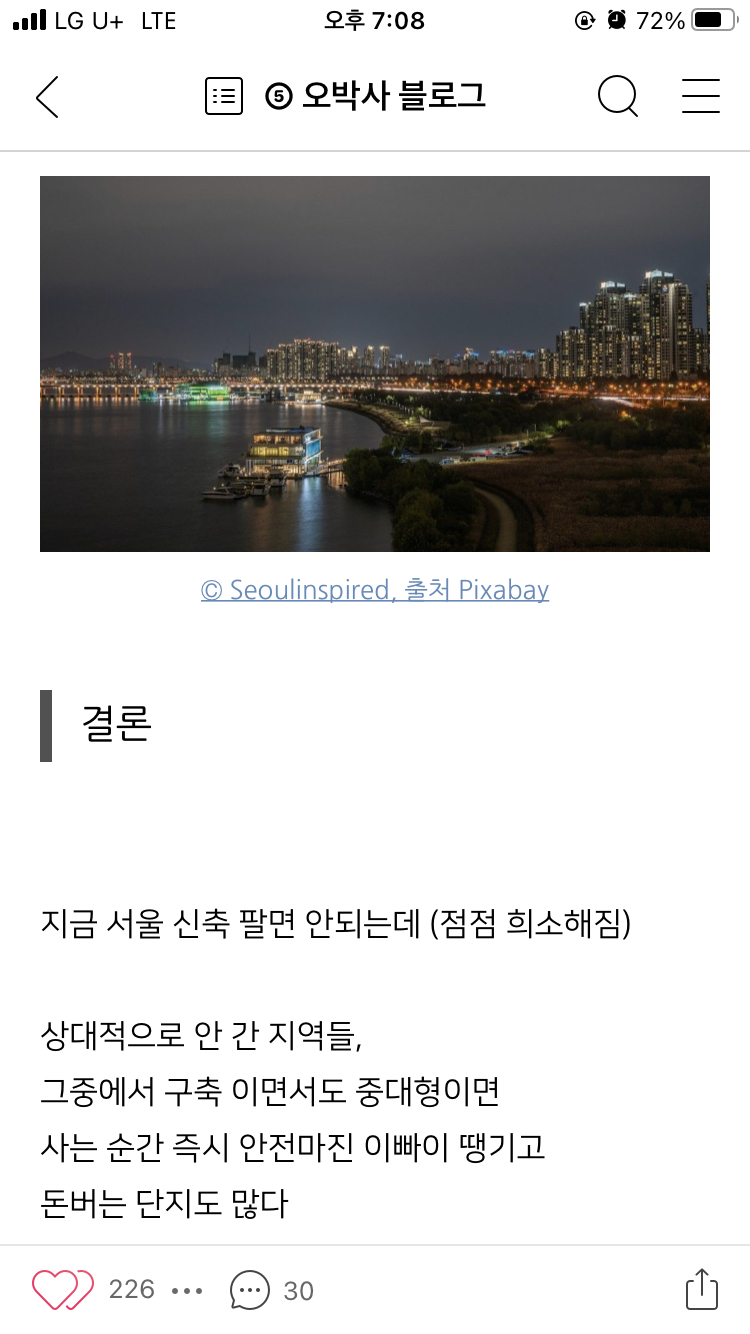 LG U+ LTE 오후 7:08 72%
⑤ 오박사 블로그
© Seoulinspired, 출처 Pixabay
결론
지금 서울 신축 팔면 안되는데 (점점 희소해짐)
상대적으로 안 간 지역들,
그중에서 구축 이면서도 중대형이면
사는 순간 즉시 안전마진 이빠이 땡기고
돈버는 단지도 많다
226 30